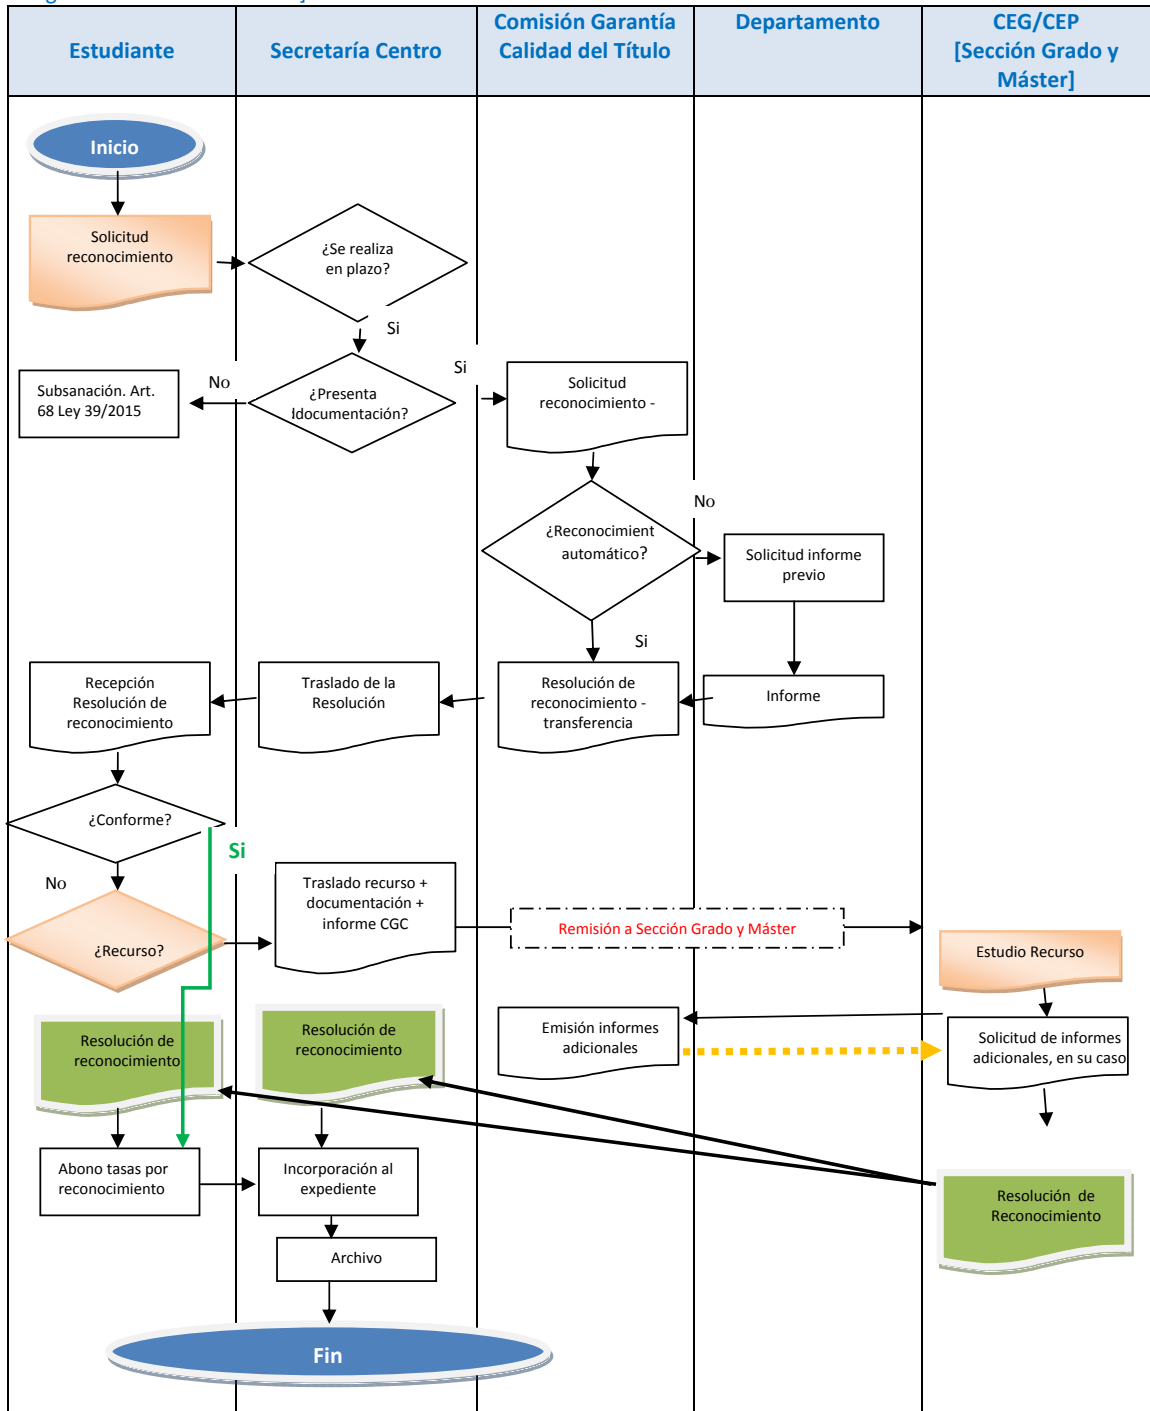 Estudiante
Secretaría Centro
Comisión Garantía
Calidad del Título
Departamento
CEG/CEP
[Sección Grado y
Máster]
Inicio
Solicitud
reconocimiento
¿Se realiza
en plazo?
Si
¿Presenta
documentación?
No
Subsanación. Art.
68 Ley 39/2015
Si
Solicitud
reconocimiento -
¿Reconocimient
automático?
No
Solicitud informe
previo
Si
Informe
Resolución de
reconocimiento -
transferencia
Traslado de la
Resolución
Recepción
Resolución de
reconocimiento
¿Conforme?
Si
No
¿Recurso?
Traslado recurso +
documentación +
informe CGC
Remisión a Sección Grado y Máster
Estudio Recurso
Solicitud de informes
adicionales, en su caso
Emisión informes
adicionales
Resolución de
reconocimiento
Resolución de
reconocimiento
Resolución de
Reconocimiento
Abono tasas por
reconocimiento
Incorporación al
expediente
Archivo
Fin